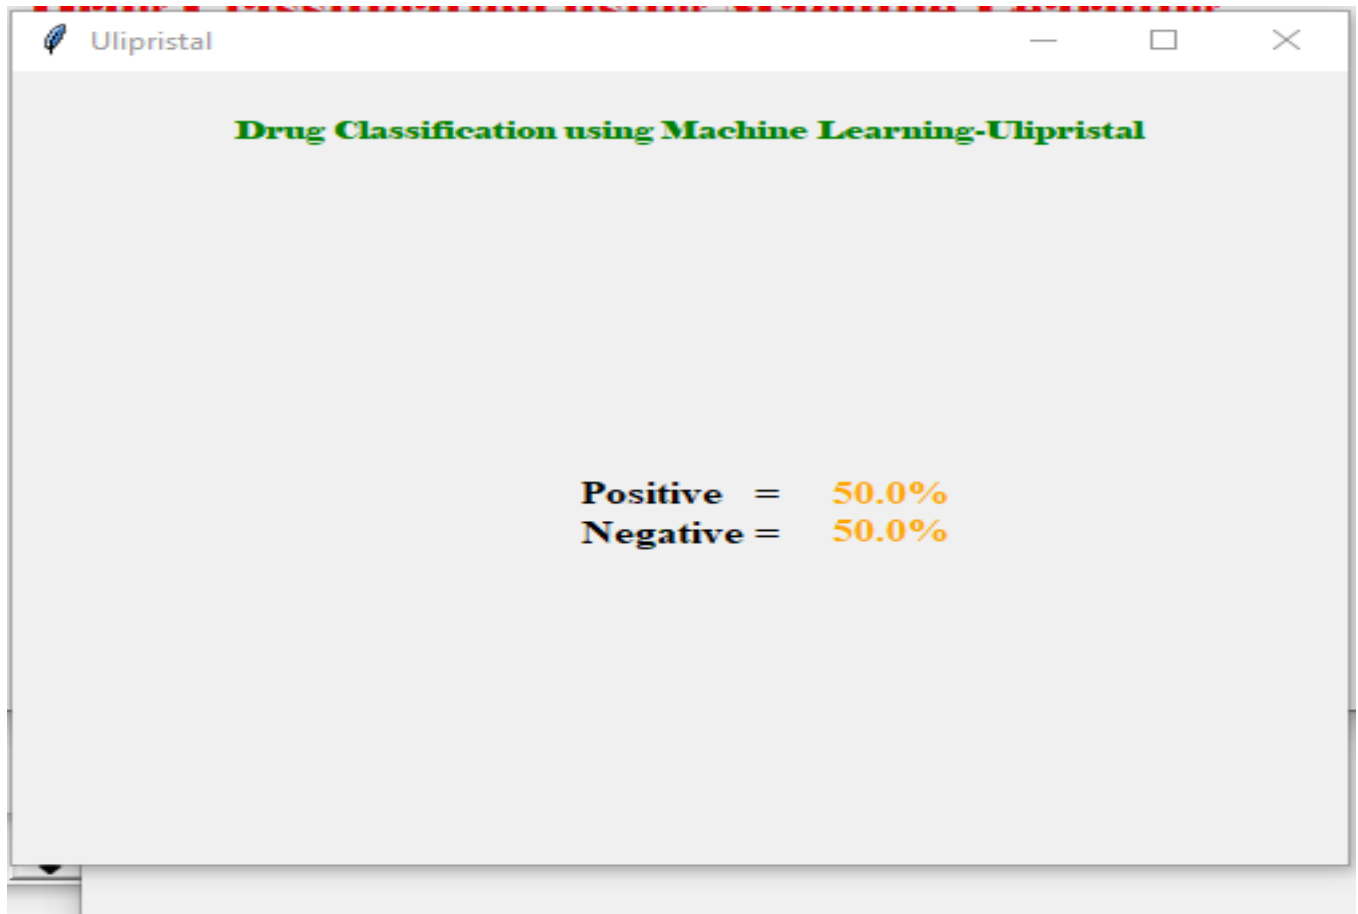 Ulipristal
Drug Classification using Machine Learning-Ulipristal
Positive = 50.0%
Negative = 50.0%